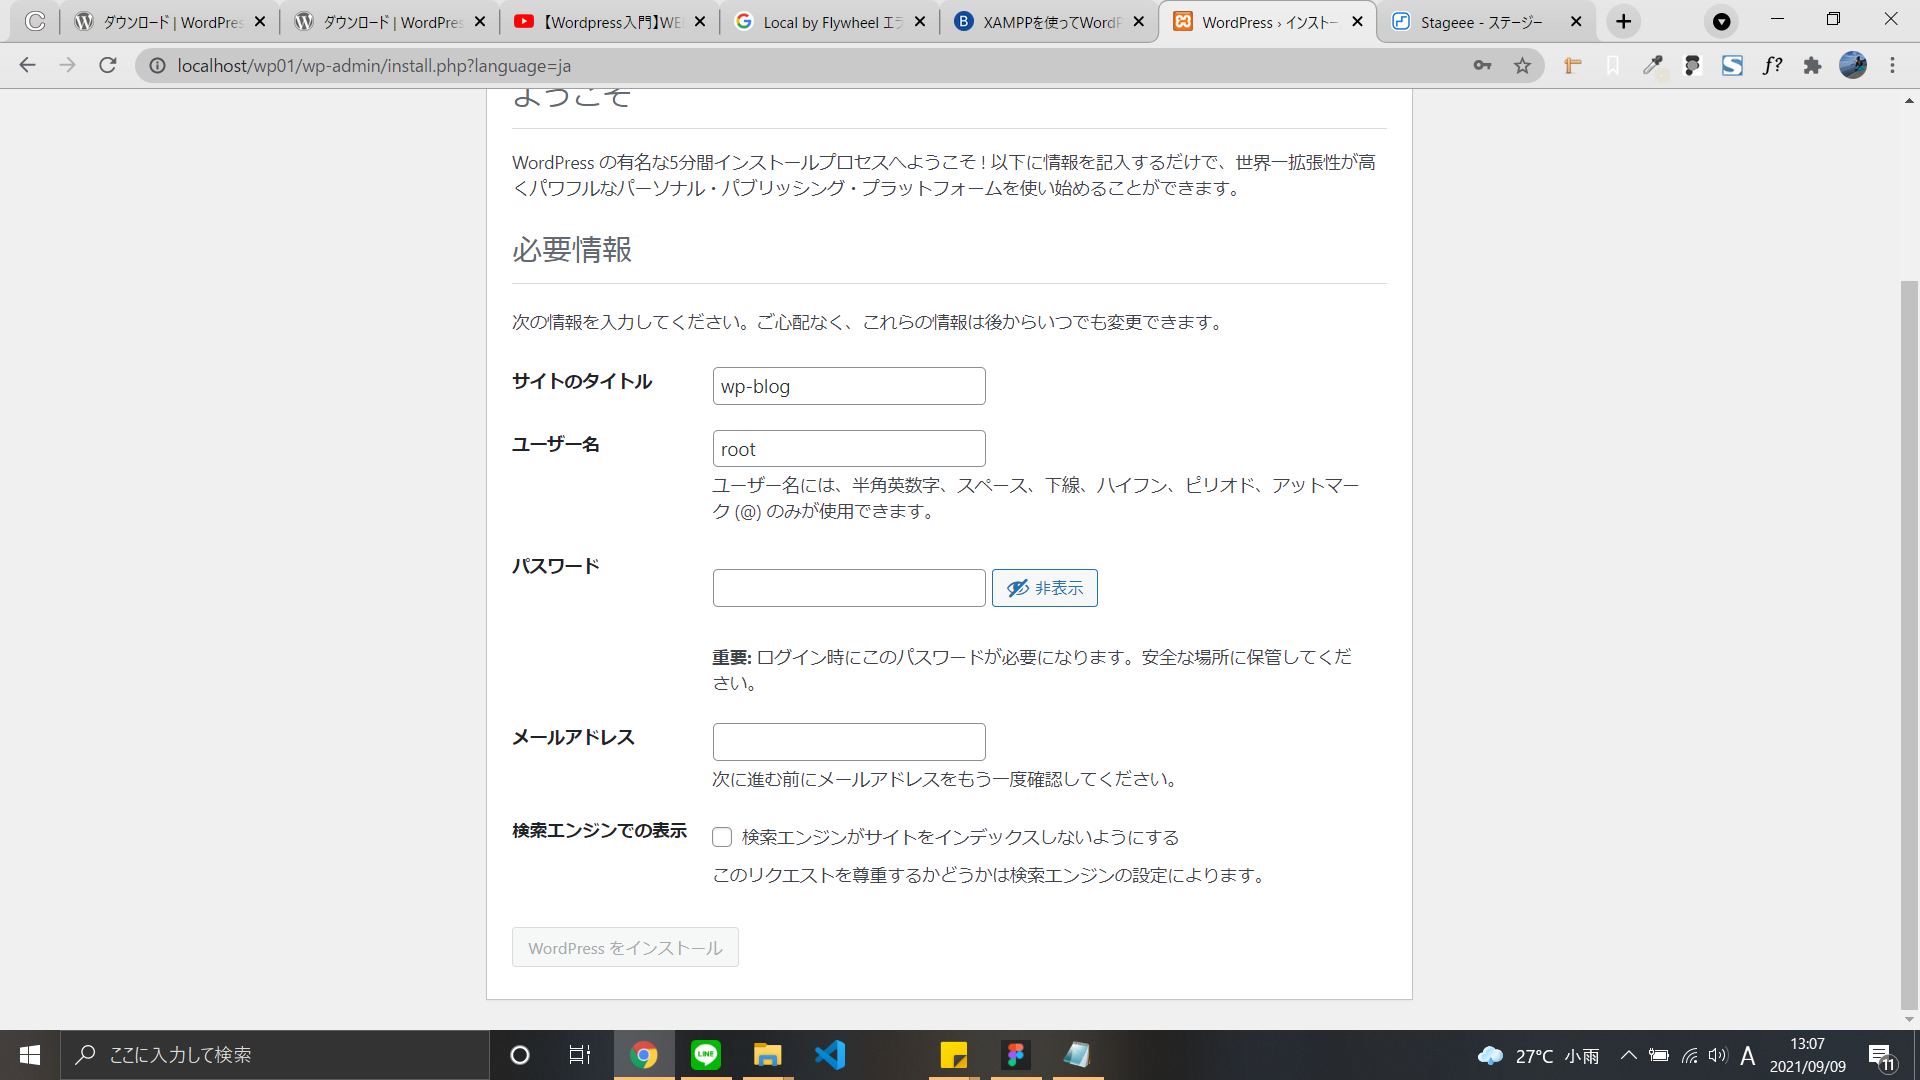 ダウンロード | WordPres
ダウンロード | WordPres
【Wordpress入門】WE
Local by Flywheel エラ
XAMPPを使ってWordP
WordPress › インストー
Stageee - ステージー
localhost/wp01/wp-admin/install.php?language=ja
ようこそ
WordPress の有名な5分間インストールプロセスへようこそ ! 以下に情報を記入するだけで、世界一拡張性が高
くパワフルなパーソナル・パブリッシング・プラットフォームを使い始めることができます。
必要情報
次の情報を入力してください。ご心配なく、これらの情報は後からいつでも変更できます。
サイトのタイトル
wp-blog
ユーザー名
root
ユーザー名には、半角英数字、スペース、下線、ハイフン、ピリオド、アットマー
ク (@) のみが使用できます。
パスワード
非表示
重要: ログイン時にこのパスワードが必要になります。安全な場所に保管してくだ
さい。
メールアドレス
次に進む前にメールアドレスをもう一度確認してください。
検索エンジンでの表示
検索エンジンがサイトをインデックスしないようにする
このリクエストを尊重するかどうかは検索エンジンの設定によります。
WordPress をインストール
ここに入力して検索
LINE
27°C 小雨
A
13:07
2021/09/09
11